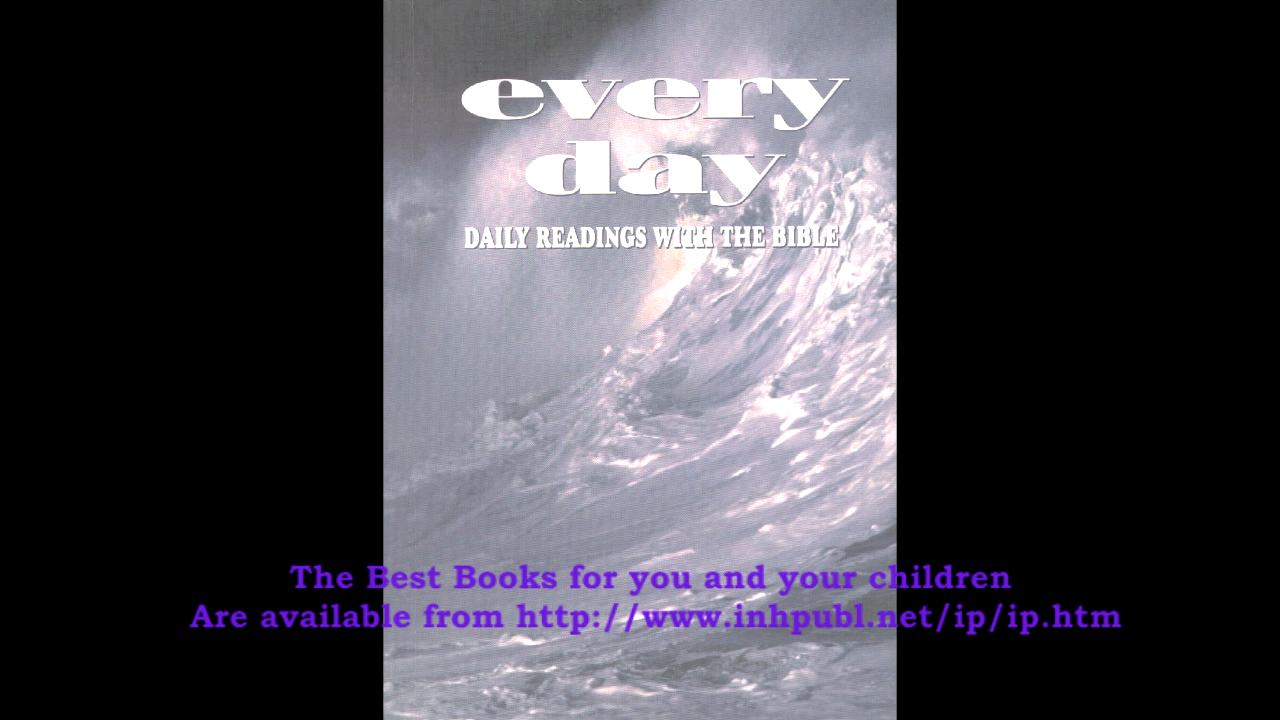 every
day
DAILY READINGS WITH THE BIBLE
The Best Books for you and your children
Are available from http://www.inhpubl.net/ip/ip.htm